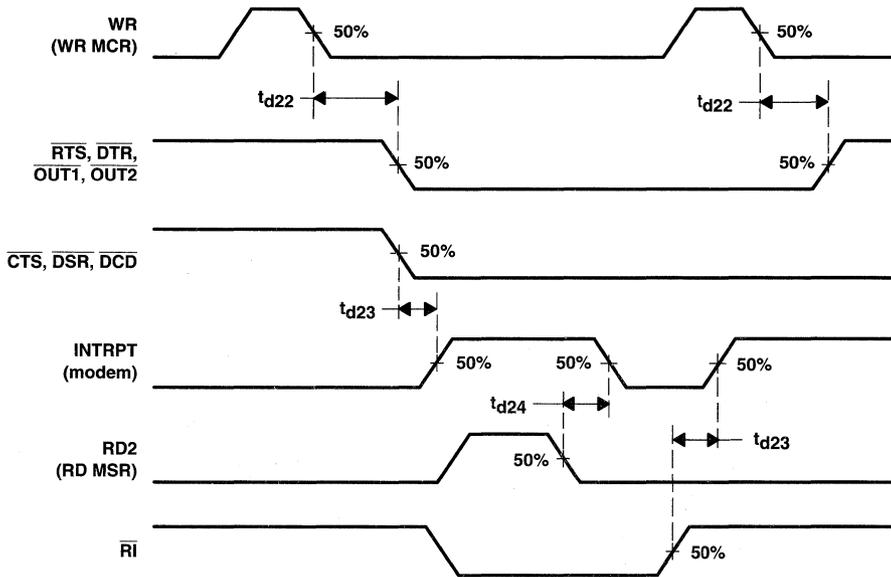 WR
(WR MCR)
50%
50%
td22
td22
RTS, DTR,
OUT1, OUT2
50%
50%
CTS, DSR, DCD
50%
td23
INTRPT
(modem)
50%
50%
50%
td24
td23
RD2
(RD MSR)
50%
RI
50%